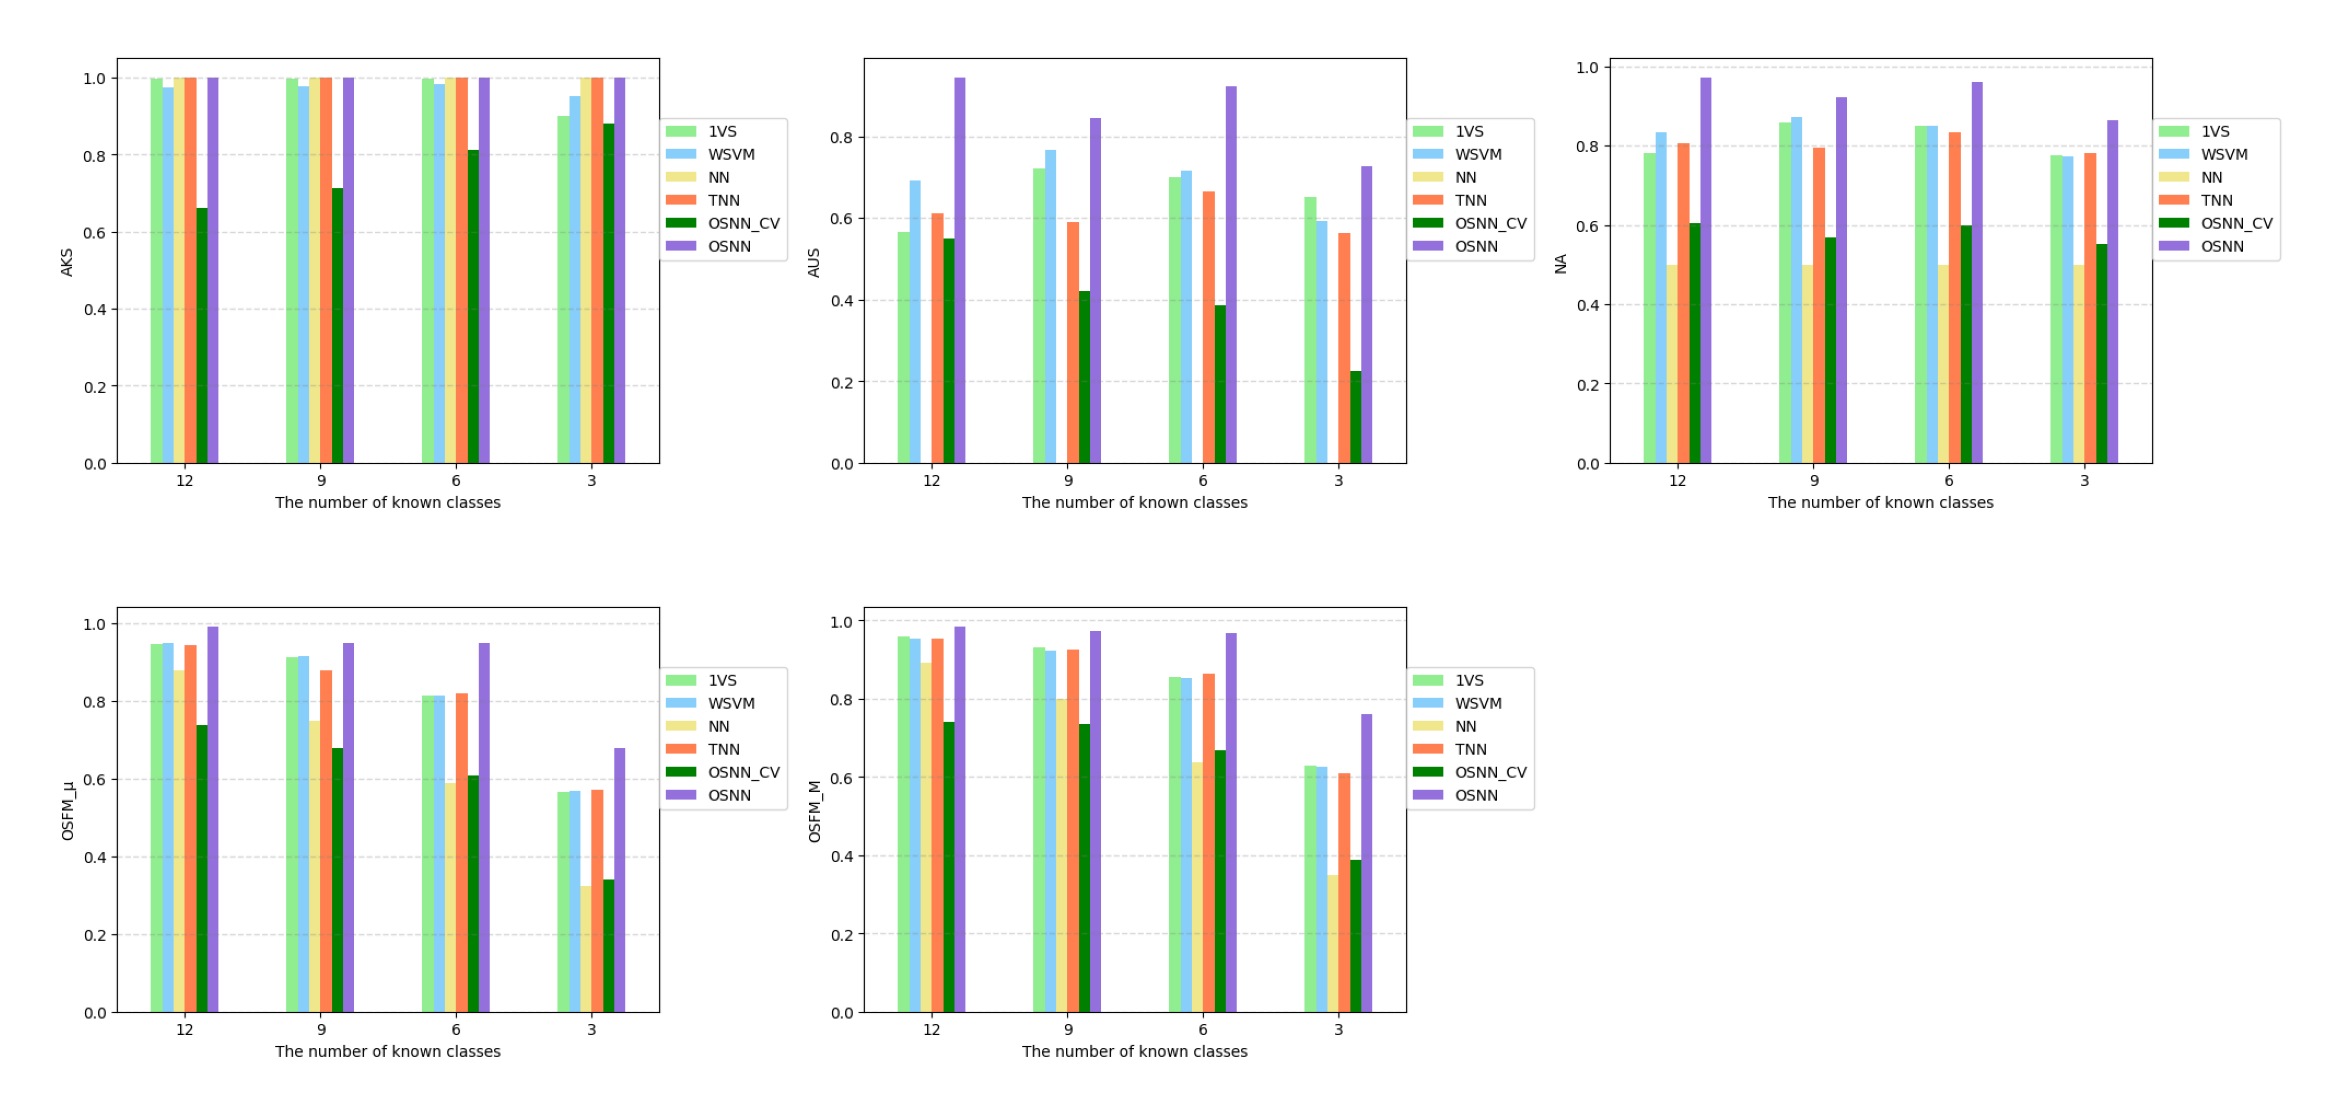 AKS
1.0
0.8
0.6
0.4
0.2
0.0
12 9 6 3
The number of known classes
1VS
WSVM
NN
TNN
OSNN_CV
OSNN
AUS
0.8
0.6
0.4
0.2
0.0
12 9 6 3
The number of known classes
1VS
WSVM
NN
TNN
OSNN_CV
OSNN
NA
1.0
0.8
0.6
0.4
0.2
0.0
12 9 6 3
The number of known classes
1VS
WSVM
NN
TNN
OSNN_CV
OSNN
OSFM_μ
1.0
0.8
0.6
0.4
0.2
0.0
12 9 6 3
The number of known classes
1VS
WSVM
NN
TNN
OSNN_CV
OSNN
OSFM_M
1.0
0.8
0.6
0.4
0.2
0.0
12 9 6 3
The number of known classes
1VS
WSVM
NN
TNN
OSNN_CV
OSNN